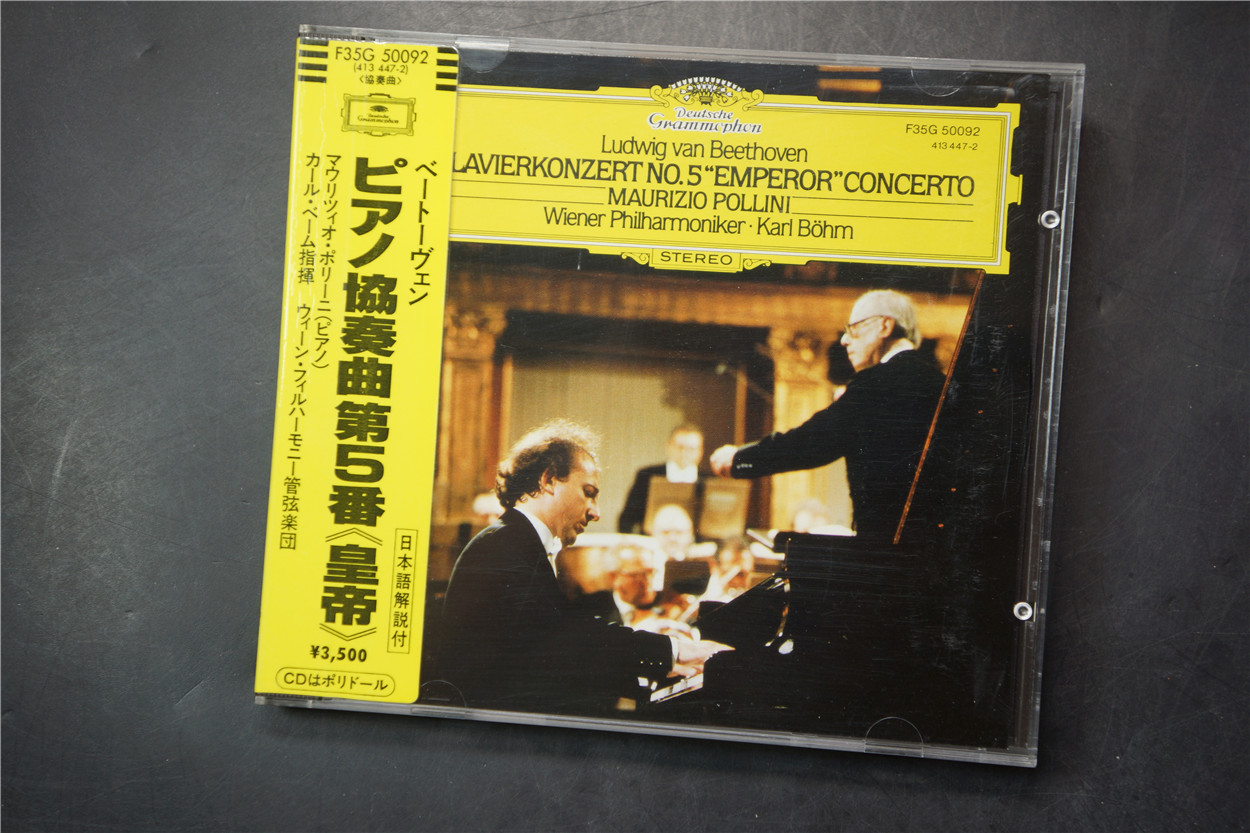 F35G 50092
(413 447-2)
〈協奏曲〉
Deutsche
Grammophon
ベートーヴェン
ピアノ協奏曲第5番《皇帝》
マウリツィオ・ポリーニ(ピアノ)
カール・ベーム指揮 ウィーン・フィルハーモニー管弦楽団
日本語解説付
¥3,500
CDはポリドール
Deutsche
Grammophon
F35G 50092
413 447-2
Ludwig van Beethoven
LAVIERKONZERT NO. 5 “EMPEROR” CONCERTO
MAURIZIO POLLINI
Wiener Philharmoniker · Karl Böhm
STEREO